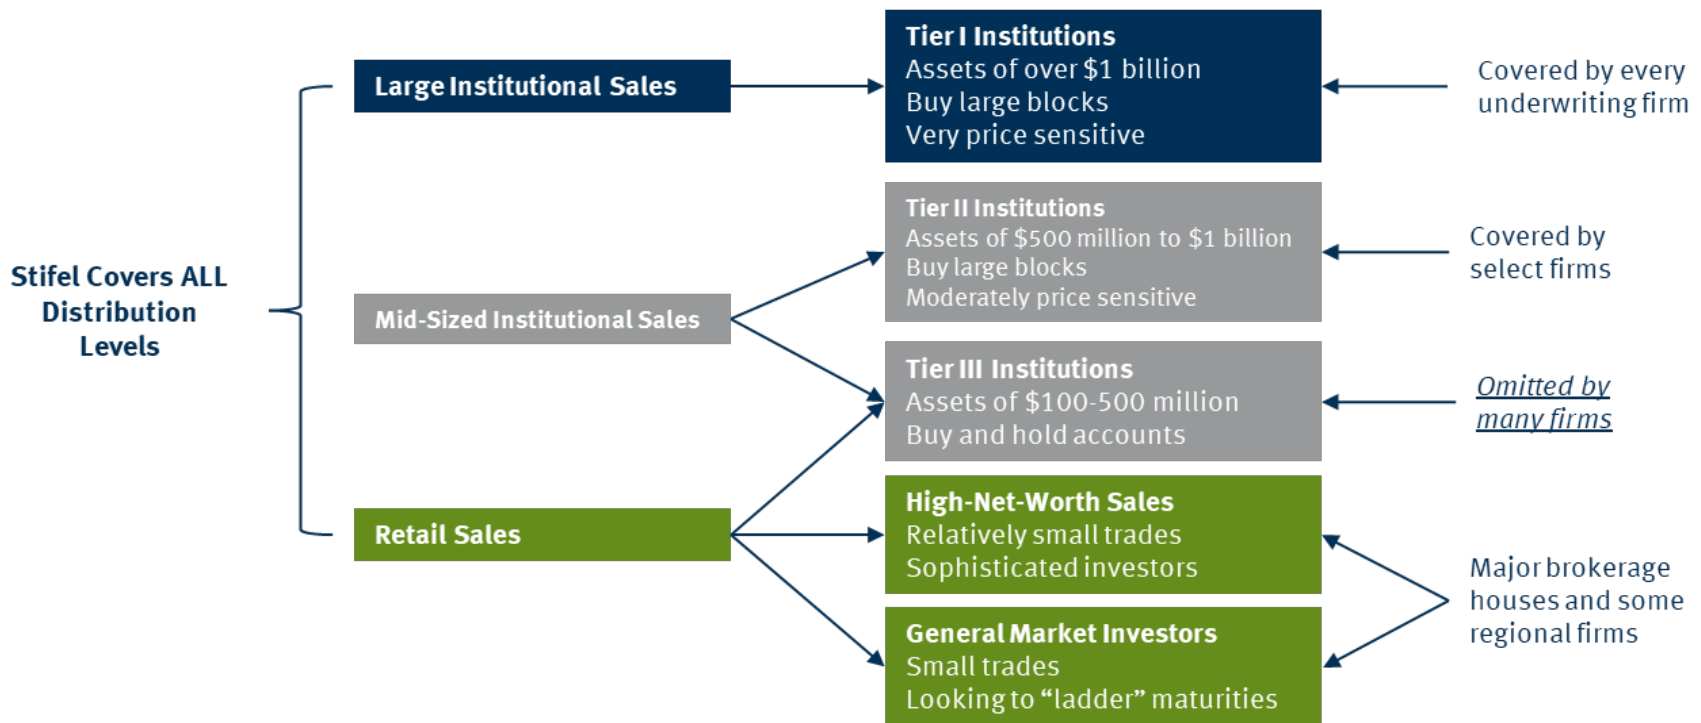 Stifel Covers ALL
Distribution
Levels
Large Institutional Sales
Mid-Sized Institutional Sales
Retail Sales
Tier I Institutions
Assets of over $1 billion
Buy large blocks
Very price sensitive
Tier II Institutions
Assets of $500 million to $1 billion
Buy large blocks
Moderately price sensitive
Tier III Institutions
Assets of $100-500 million
Buy and hold accounts
High-Net-Worth Sales
Relatively small trades
Sophisticated investors
General Market Investors
Small trades
Looking to “ladder” maturities
Covered by every
underwriting firm
Covered by
select firms
Omitted by
many firms
Major brokerage
houses and some
regional firms